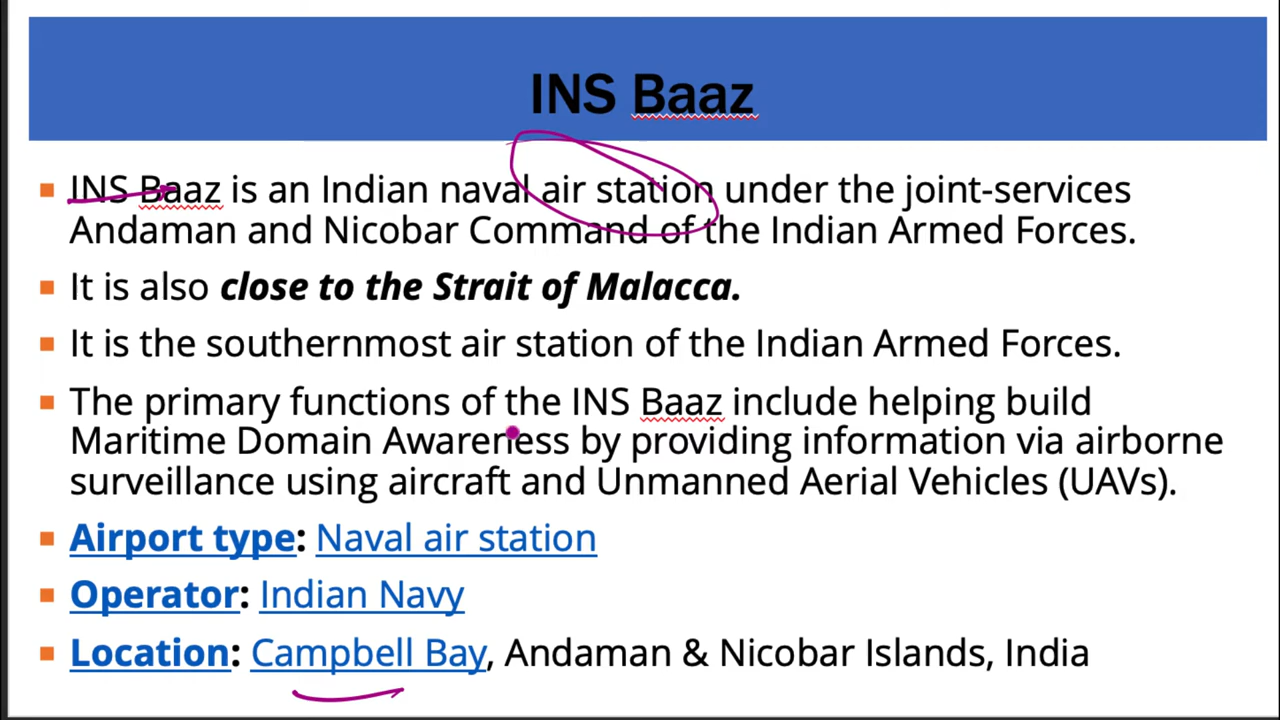 INS Baaz
INS Baaz is an Indian naval air station under the joint-services
Andaman and Nicobar Command of the Indian Armed Forces.
It is also close to the Strait of Malacca.
It is the southernmost air station of the Indian Armed Forces.
The primary functions of the INS Baaz include helping build
Maritime Domain Awareness by providing information via airborne
surveillance using aircraft and Unmanned Aerial Vehicles (UAVs).
Airport type: Naval air station
Operator: Indian Navy
Location: Campbell Bay, Andaman & Nicobar Islands, India